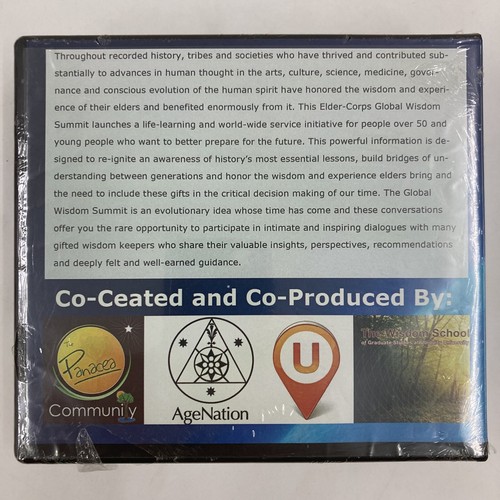 Throughout recorded history, tribes and societies who have thrived and contributed sub-
stantially to advances in human thought in the arts, culture, science, medicine, gover-
nance and conscious evolution of the human spirit have honored the wisdom and experi-
ence of their elders and benefited enormously from it. This Elder-Corps Global Wisdom
Summit launches a life-learning and world-wide service initiative for people over 50 and
young people who want to better prepare for the future. This powerful information is de-
signed to re-ignite an awareness of history's most essential lessons, build bridges of un-
derstanding between generations and honor the wisdom and experience elders bring and
the need to include these gifts in the critical decision making of our time. The Global
Wisdom Summit is an evolutionary idea whose time has come and these conversations
offer you the rare opportunity to participate in intimate and inspiring dialogues with many
gifted wisdom keepers who share their valuable insights, perspectives, recommendations
and deeply felt and well-earned guidance.
Co-Ceated and Co-Produced By:
The
Panacea
Community
AgeNation
U
The Wisdom School
of Graduate Studies
University